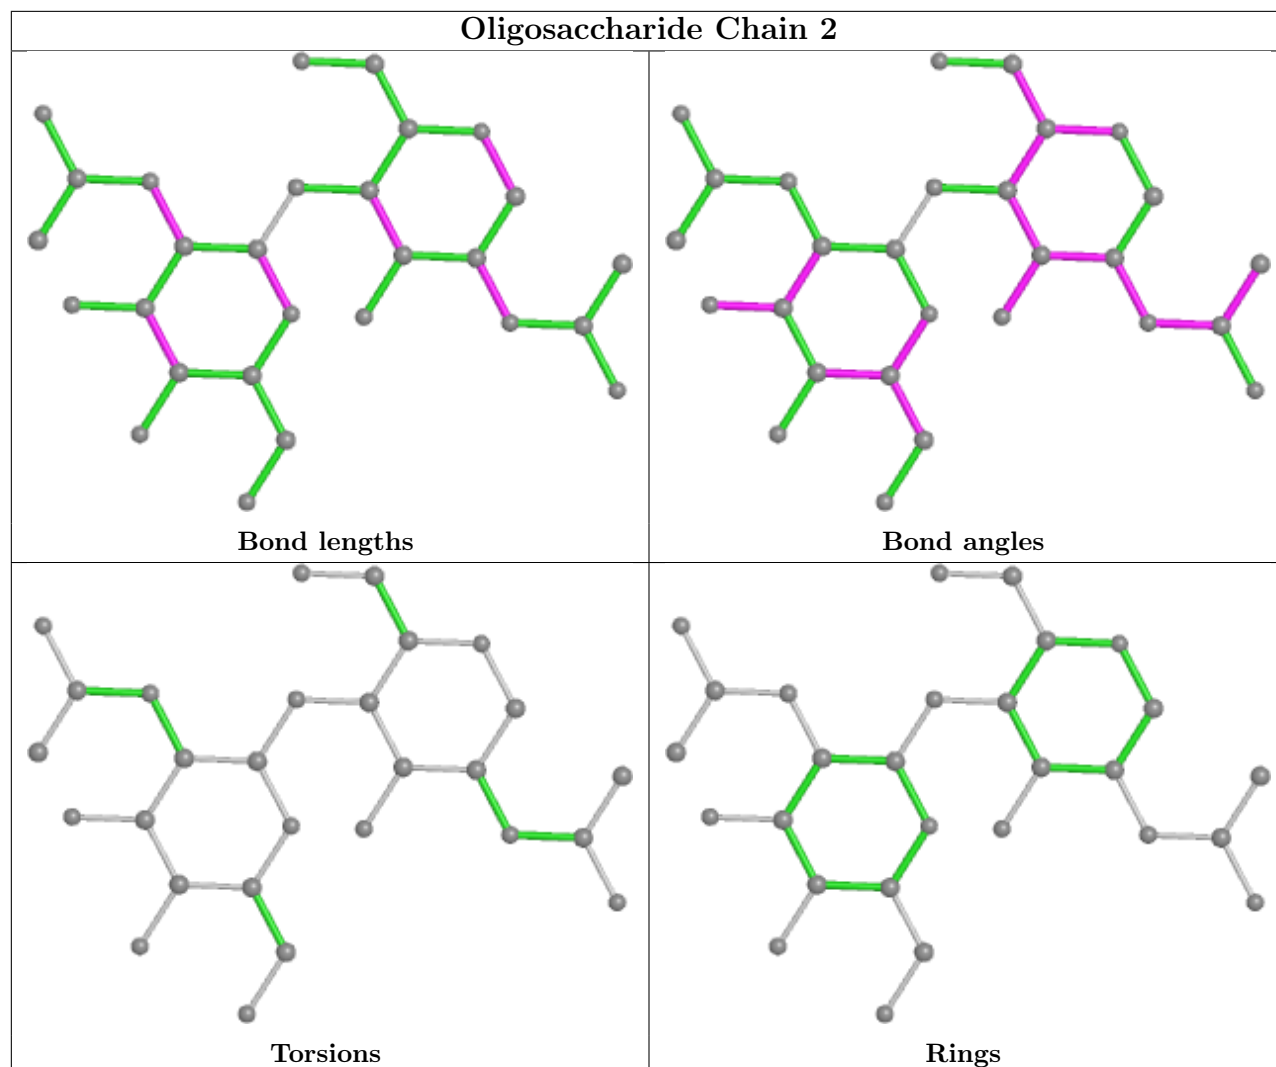 Oligosaccharide Chain 2
Bond lengths
Bond angles
Torsions
Rings